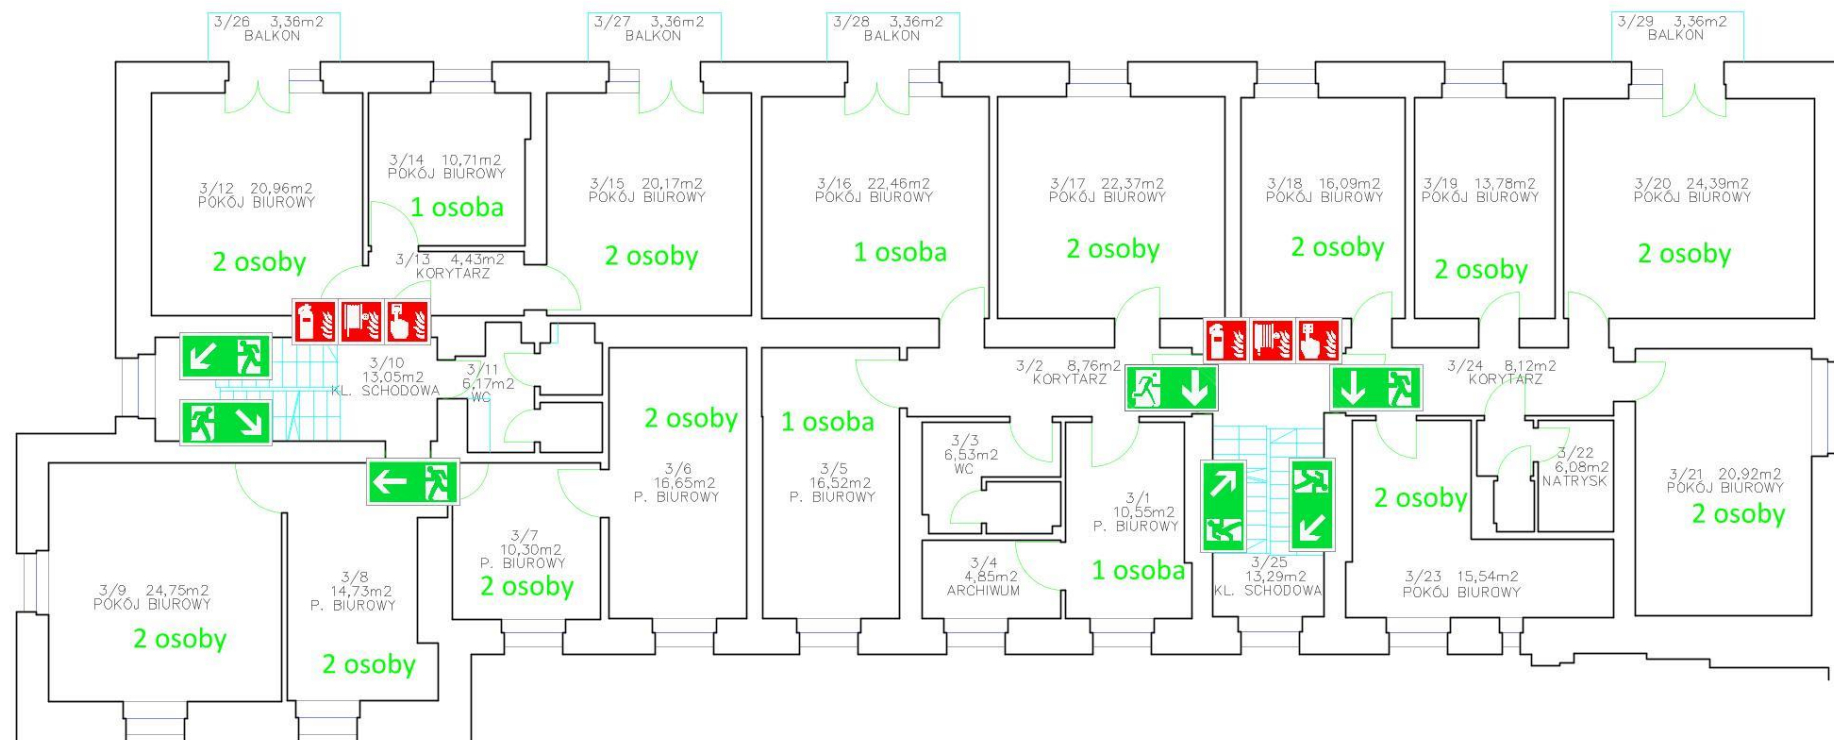 3/26 3,36m2
BALKON
3/27 3,36m2
BALKON
3/28 3,36m2
BALKON
3/29 3,36m2
BALKON
3/12 20,96m2
POKÓJ BIUROWY
2 osoby
3/14 10,71m2
POKÓJ BIUROWY
1 osoba
3/13 4,43m2
KORYTARZ
3/15 20,17m2
POKÓJ BIUROWY
2 osoby
3/16 22,46m2
POKÓJ BIUROWY
1 osoba
3/17 22,37m2
POKÓJ BIUROWY
2 osoby
3/18 16,09m2
POKÓJ BIUROWY
2 osoby
3/19 13,78m2
POKÓJ BIUROWY
2 osoby
3/20 24,39m2
POKÓJ BIUROWY
2 osoby
3/10
13,05m2
KL. SCHODOWA
3/11
6,17m2
WC
3/2 8,76m2
KORYTARZ
3/24 8,12m2
KORYTARZ
2 osoby
3/6
16,65m2
P. BIUROWY
1 osoba
3/5
16,52m2
P. BIUROWY
3/3
6,53m2
WC
3/1
10,55m2
P. BIUROWY
1 osoba
3/4
4,85m2
ARCHIWUM
3/25
13,29m2
KL. SCHODOWA
2 osoby
3/23 15,54m2
POKÓJ BIUROWY
3/22
6,08m2
NATRYSK
3/21 20,92m2
POKÓJ BIUROWY
2 osoby
3/9 24,75m2
POKÓJ BIUROWY
2 osoby
3/8
14,73m2
P. BIUROWY
2 osoby
3/7
10,30m2
P. BIUROWY
2 osoby